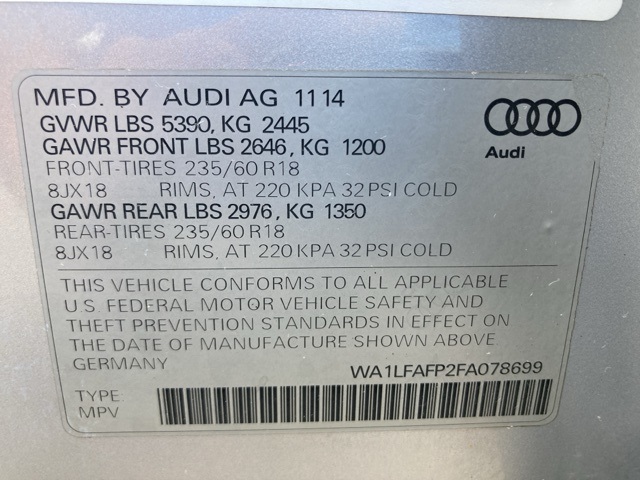 MFD. BY AUDI AG 11 14
GVWR LBS 5390, KG 2445
GAWR FRONT LBS 2646, KG 1200
FRONT-TIRES 235/60 R18
8JX18 RIMS, AT 220 KPA 32 PSI COLD
GAWR REAR LBS 2976, KG 1350
REAR-TIRES 235/60 R18
8JX18 RIMS, AT 220 KPA 32 PSI COLD
Audi
THIS VEHICLE CONFORMS TO ALL APPLICABLE
U.S. FEDERAL MOTOR VEHICLE SAFETY AND
THEFT PREVENTION STANDARDS IN EFFECT ON
THE DATE OF MANUFACTURE SHOWN ABOVE.
GERMANY
WA1LFAFP2FA078699
TYPE:
MPV